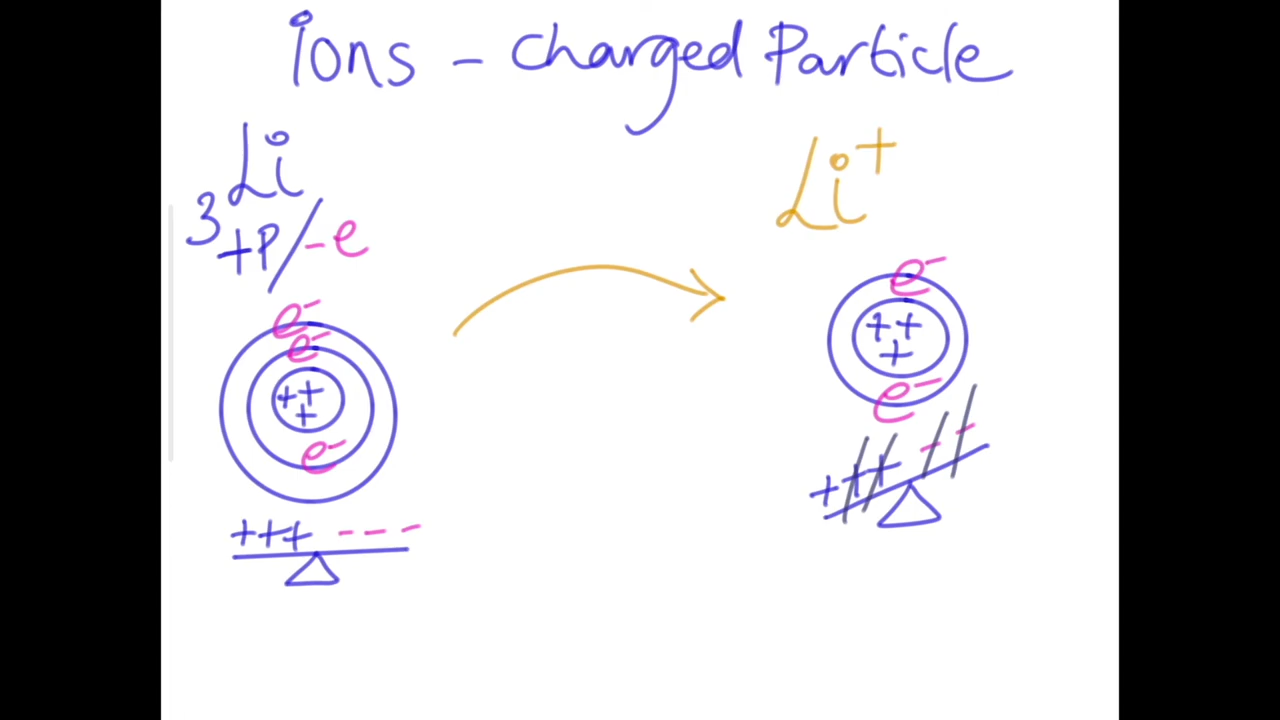 ions - charged Particle
Li
3
+P/-e
e-
e-
++
+
e-
+++ ---
Li+
e-
++
+
e-
+++ --